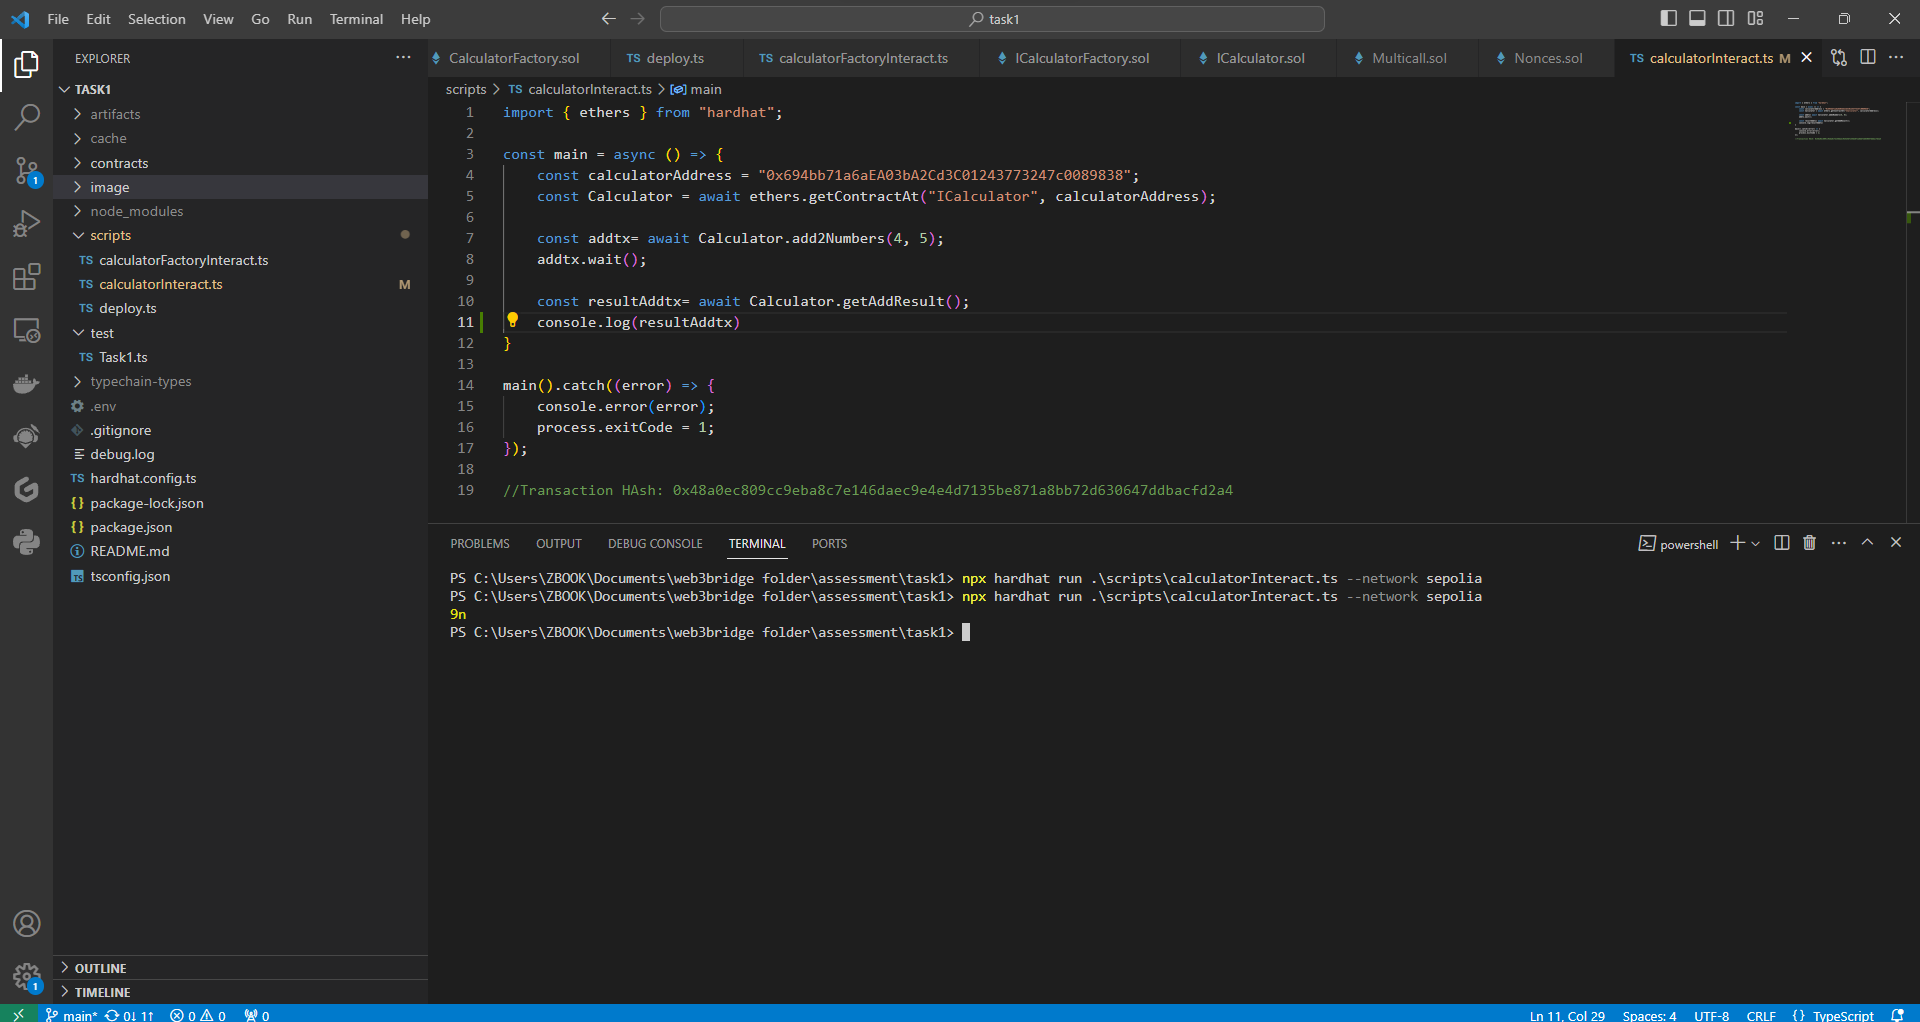 File Edit Selection View Go Run Terminal Help
task1
EXPLORER
TASK1
artifacts
cache
contracts
image
node_modules
scripts
TS calculatorFactoryInteract.ts
TS calculatorInteract.ts M
TS deploy.ts
test
TS Task1.ts
typechain-types
.env
.gitignore
debug.log
TS hardhat.config.ts
{} package-lock.json
{} package.json
README.md
TS tsconfig.json
OUTLINE
TIMELINE
1
1
CalculatorFactory.sol TS deploy.ts TS calculatorFactoryInteract.ts ICalculatorFactory.sol ICalculator.sol Multicall.sol Nonces.sol TS calculatorInteract.ts M
scripts > TS calculatorInteract.ts > main
1 import { ethers } from "hardhat";
2
3 const main = async () => {
4 const calculatorAddress = "0x694bb71a6aEA03bA2Cd3C01243773247c0089838";
5 const Calculator = await ethers.getContractAt("ICalculator", calculatorAddress);
6
7 const addtx= await Calculator.add2Numbers(4, 5);
8 addtx.wait();
9
10 const resultAddtx= await Calculator.getAddResult();
11 console.log(resultAddtx)
12 }
13
14 main().catch((error) => {
15 console.error(error);
16 process.exitCode = 1;
17 });
18
19 //Transaction HAsh: 0x48a0ec809cc9eba8c7e146daec9e4e4d7135be871a8bb72d630647ddbacfd2a4
PROBLEMS OUTPUT DEBUG CONSOLE TERMINAL PORTS
powershell
PS C:\Users\ZBOOK\Documents\web3bridge folder\assessment\task1> npx hardhat run .\scripts\calculatorInteract.ts --network sepolia
PS C:\Users\ZBOOK\Documents\web3bridge folder\assessment\task1> npx hardhat run .\scripts\calculatorInteract.ts --network sepolia
9n
PS C:\Users\ZBOOK\Documents\web3bridge folder\assessment\task1>
main* 0↓ 1↑ 0 0 0
Ln 11, Col 29 Spaces: 4 UTF-8 CRLF {} TypeScript